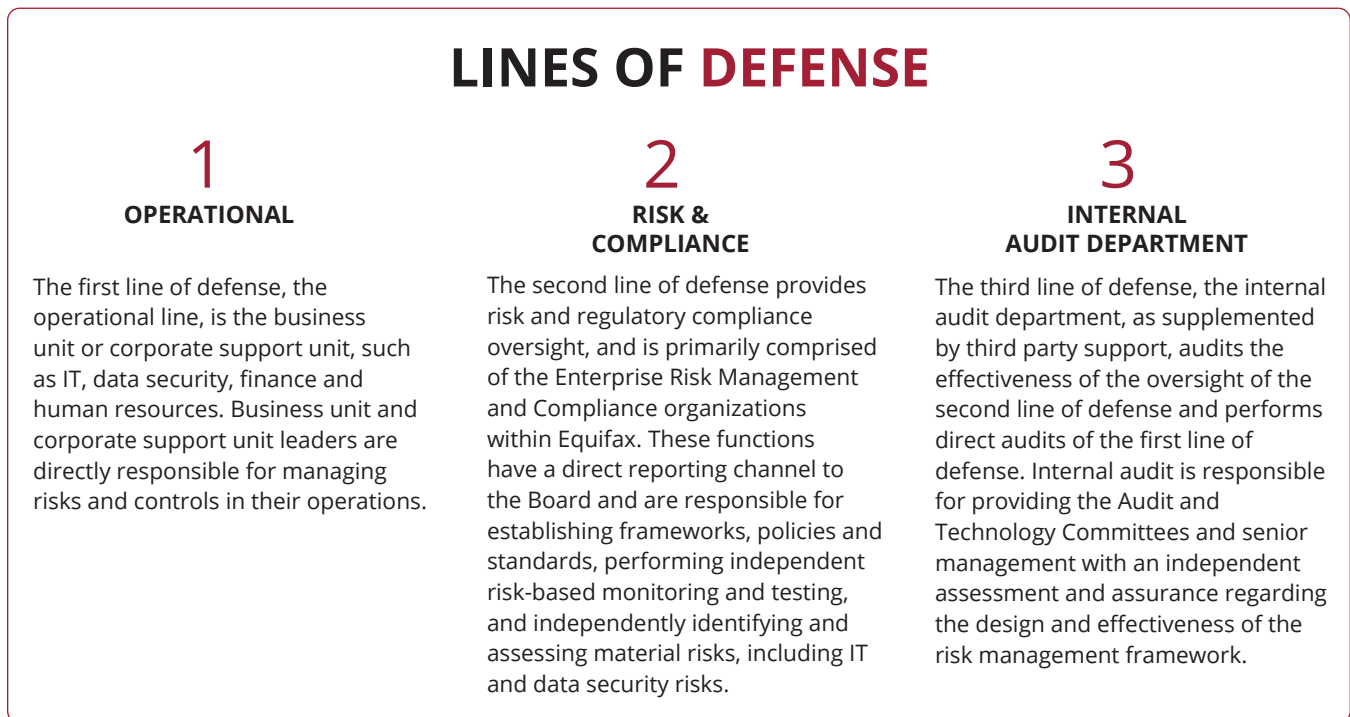 LINES OF DEFENSE
1
OPERATIONAL
The first line of defense, the
operational line, is the business
unit or corporate support unit, such
as IT, data security, finance and
human resources. Business unit and
corporate support unit leaders are
directly responsible for managing
risks and controls in their operations.
2
RISK &
COMPLIANCE
The second line of defense provides
risk and regulatory compliance
oversight, and is primarily comprised
of the Enterprise Risk Management
and Compliance organizations
within Equifax. These functions
have a direct reporting channel to
the Board and are responsible for
establishing frameworks, policies and
standards, performing independent
risk-based monitoring and testing,
and independently identifying and
assessing material risks, including IT
and data security risks.
3
INTERNAL
AUDIT DEPARTMENT
The third line of defense, the internal
audit department, as supplemented
by third party support, audits the
effectiveness of the oversight of the
second line of defense and performs
direct audits of the first line of
defense. Internal audit is responsible
for providing the Audit and
Technology Committees and senior
management with an independent
assessment and assurance regarding
the design and effectiveness of the
risk management framework.